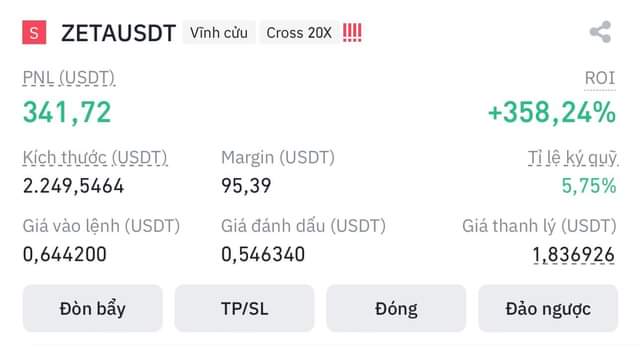 S ZETAUSDT Vĩnh cửu Cross 20X !!!!
PNL (USDT) ROI
341,72 +358,24%
Kích thước (USDT) Margin (USDT) Tỉ lệ ký quỹ
2.249,5464 95,39 5,75%
Giá vào lệnh (USDT) Giá đánh dấu (USDT) Giá thanh lý (USDT)
0,644200 0,546340 1,836926
Đòn bẩy TP/SL Đóng Đảo ngược